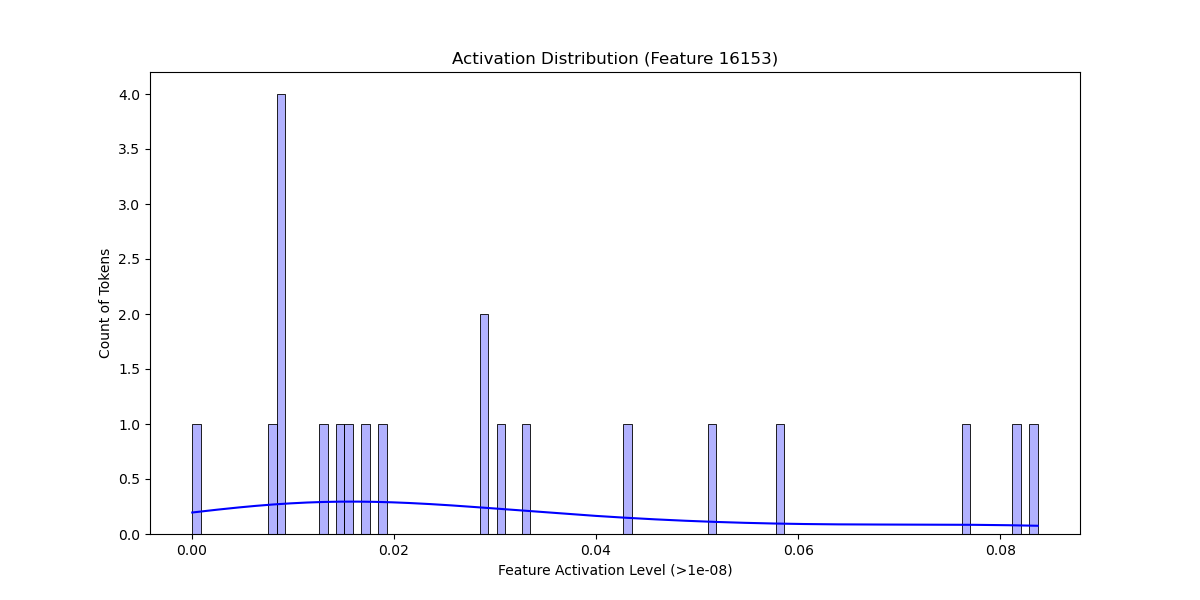 Activation Distribution (Feature 16153)
Count of Tokens
4.0
3.5
3.0
2.5
2.0
1.5
1.0
0.5
0.0
0.00 0.02 0.04 0.06 0.08
Feature Activation Level (>1e-08)